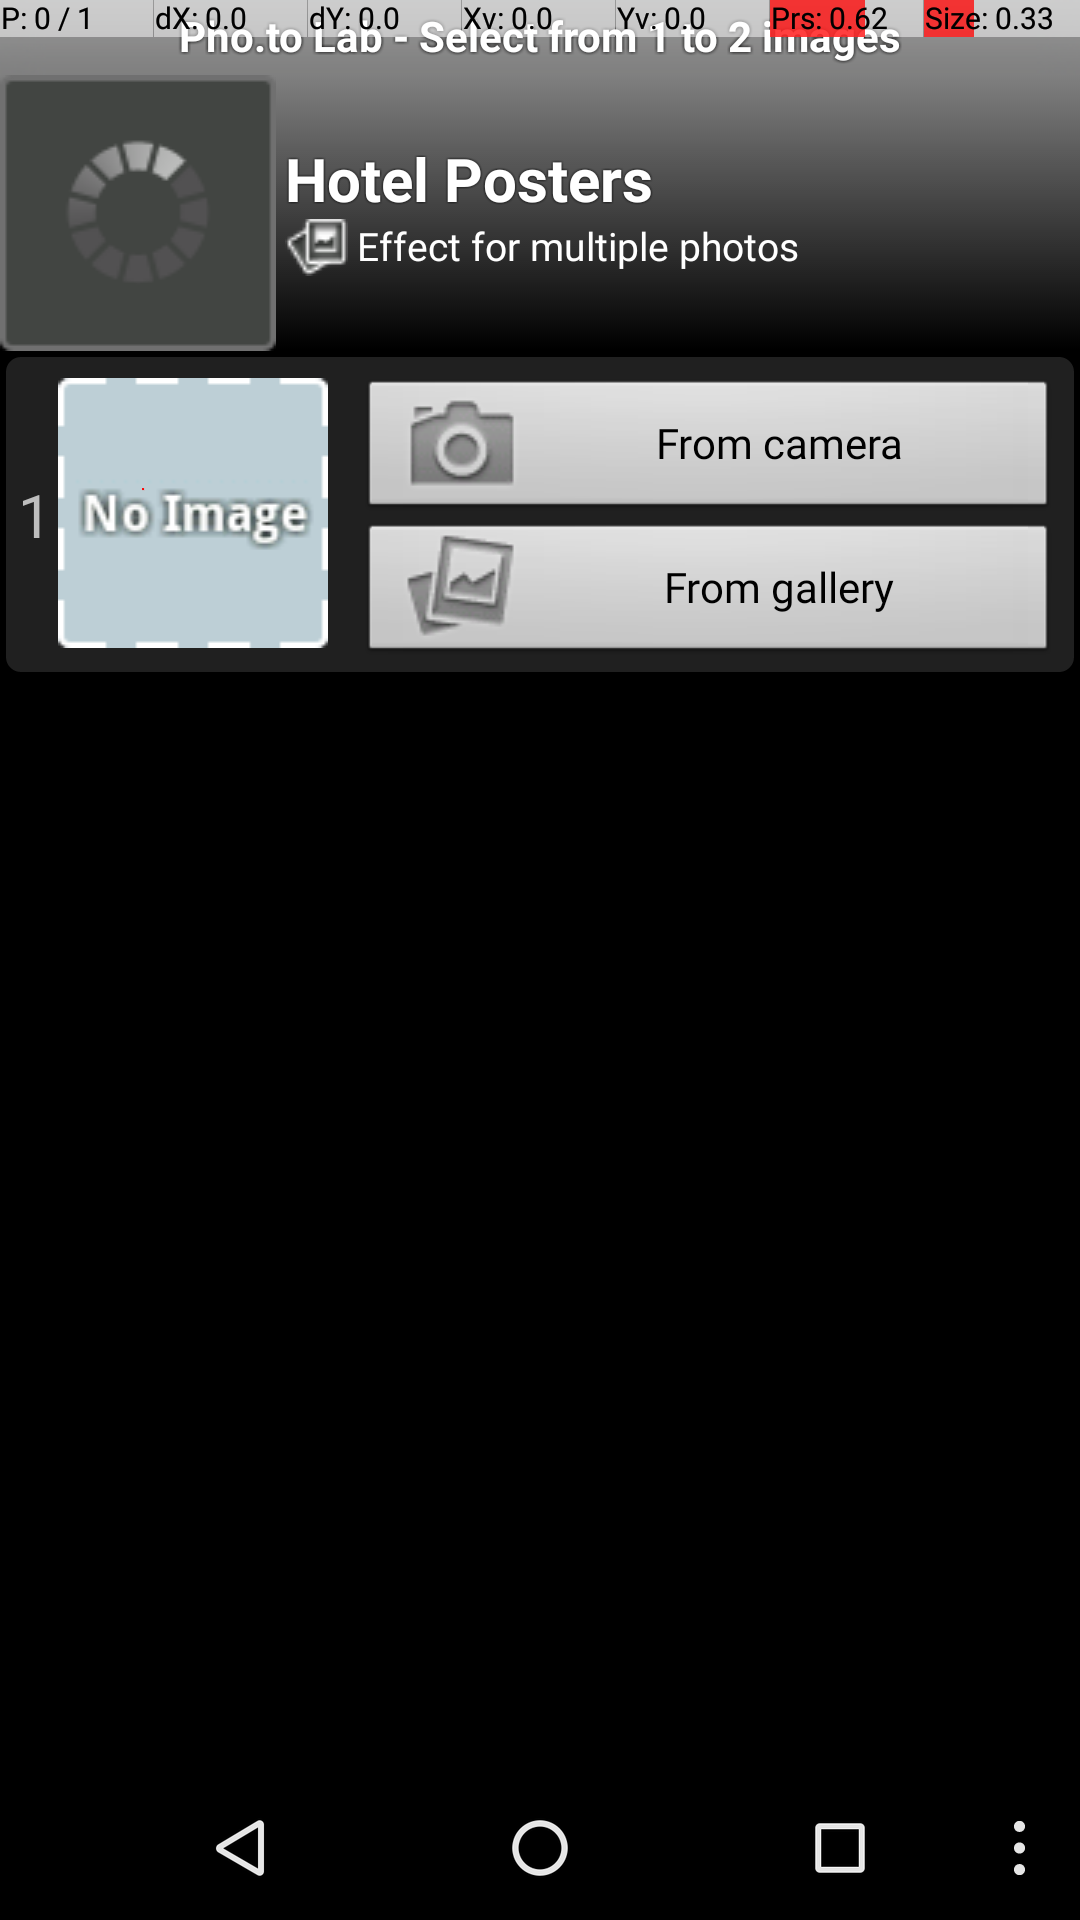 P: 0 / 1 dX: 0.0 dY: 0.0 Xv: 0.0 Yv: 0.0 Prs: 0.62 Size: 0.33
Pho.to Lab - Select from 1 to 2 images
Hotel Posters
Effect for multiple photos
1
No Image
From camera
From gallery